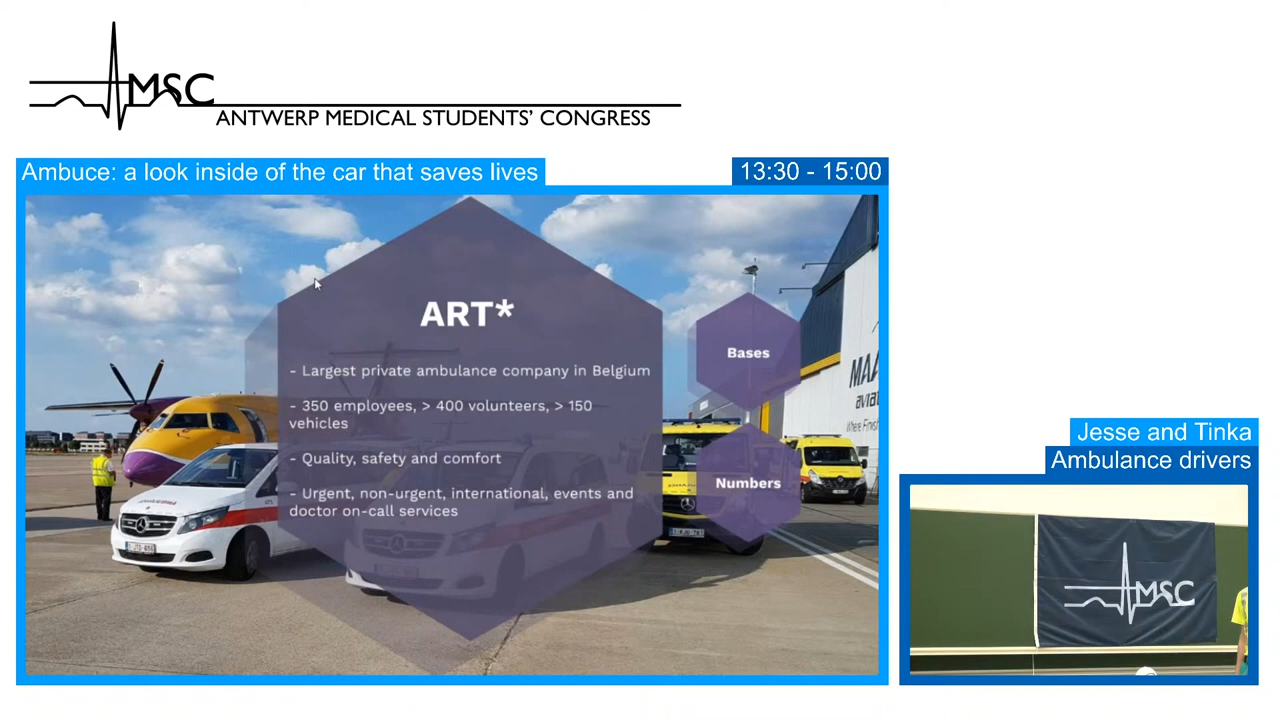 MSC
ANTWERP MEDICAL STUDENTS' CONGRESS
Ambuce: a look inside of the car that saves lives
13:30 - 15:00
ART*
- Largest private ambulance company in Belgium
- 350 employees, > 400 volunteers, > 150
vehicles
- Quality, safety and comfort
- Urgent, non-urgent, international, events and
doctor on-call services
Bases
Numbers
MAA
aviat
Jesse and Tinka
Ambulance drivers
MSC